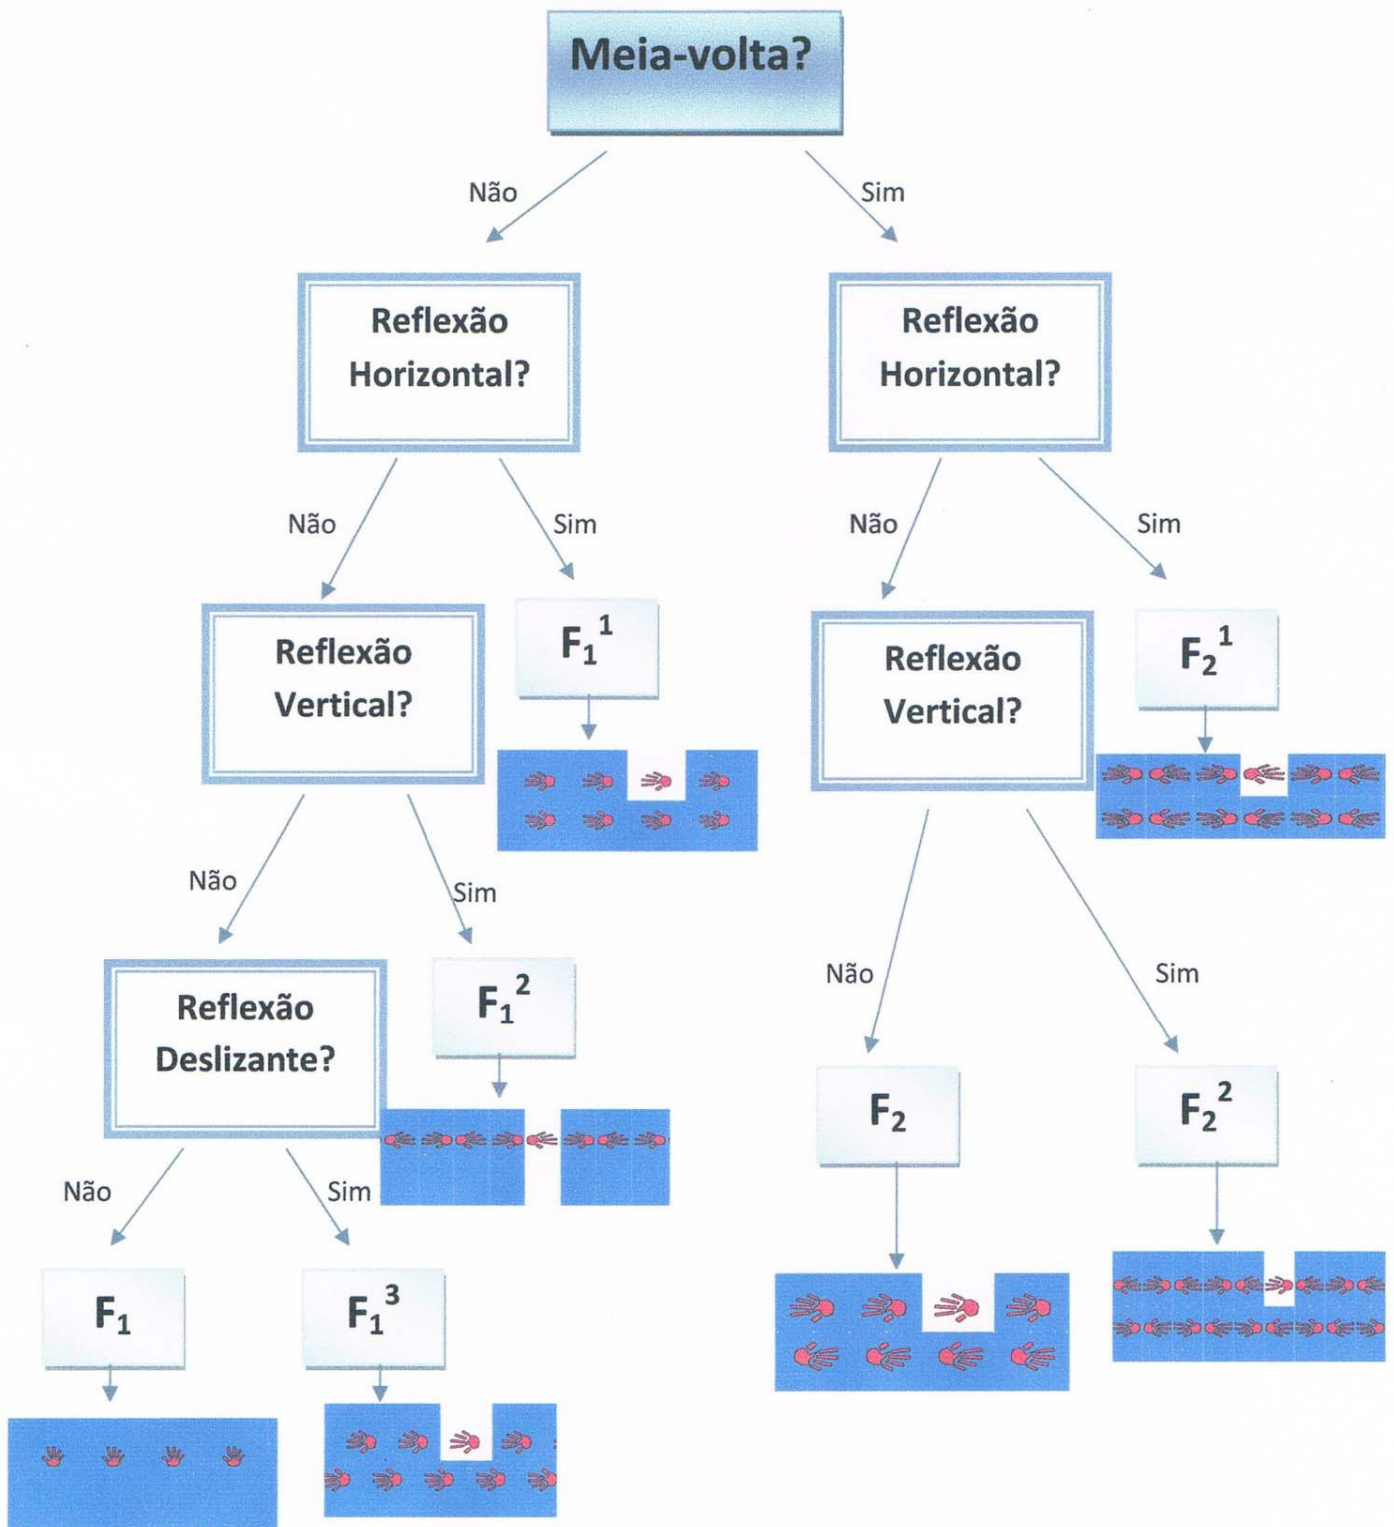 Meia-volta?
Não
Sim
Reflexão
Horizontal?
Reflexão
Horizontal?
Não
Sim
Não
Sim
Reflexão
Vertical?
F₁¹
Reflexão
Vertical?
F₂¹
Não
Sim
Reflexão
Deslizante?
F₁²
Não
Sim
F₂
F₂²
Não
Sim
F₁
F₁³